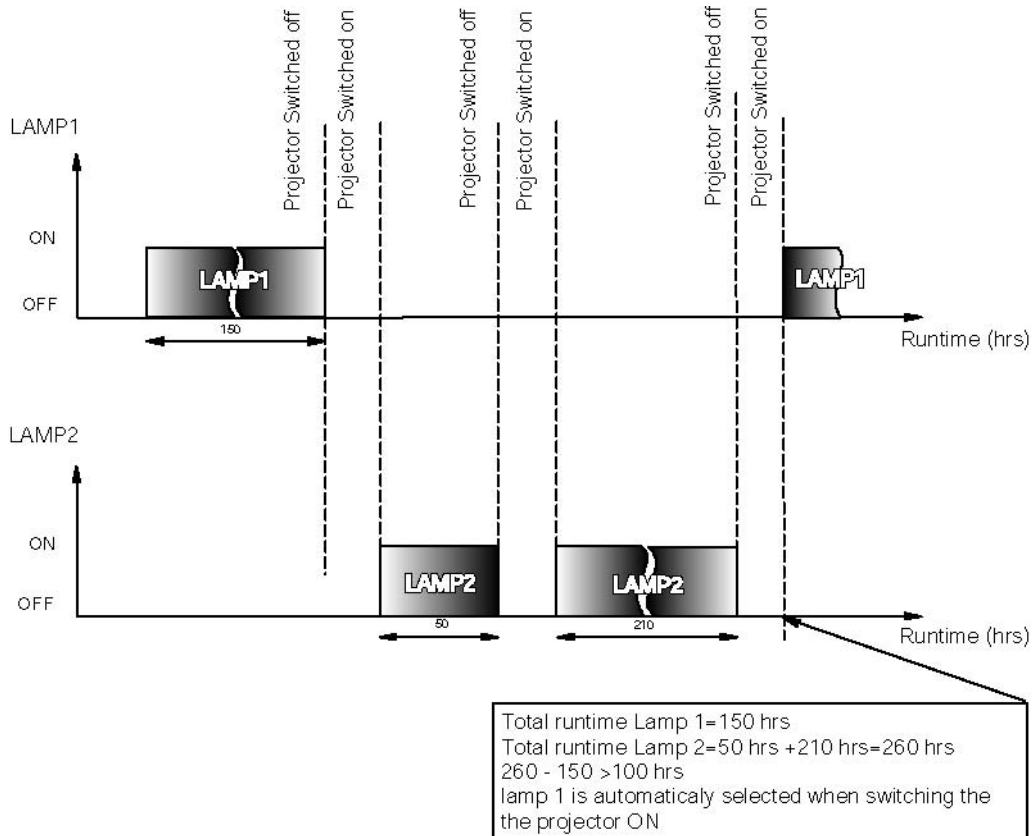 Projector Switched off
Projector Switched on
Projector Switched off
Projector Switched on
Projector Switched off
Projector Switched on
LAMP1
ON
OFF
LAMP1
LAMP1
150
Runtime (hrs)
LAMP2
ON
OFF
LAMP2
LAMP2
50
210
Runtime (hrs)
Total runtime Lamp 1=150 hrs
Total runtime Lamp 2=50 hrs +210 hrs=260 hrs
260 - 150 >100 hrs
lamp 1 is automaticaly selected when switching the
the projector ON